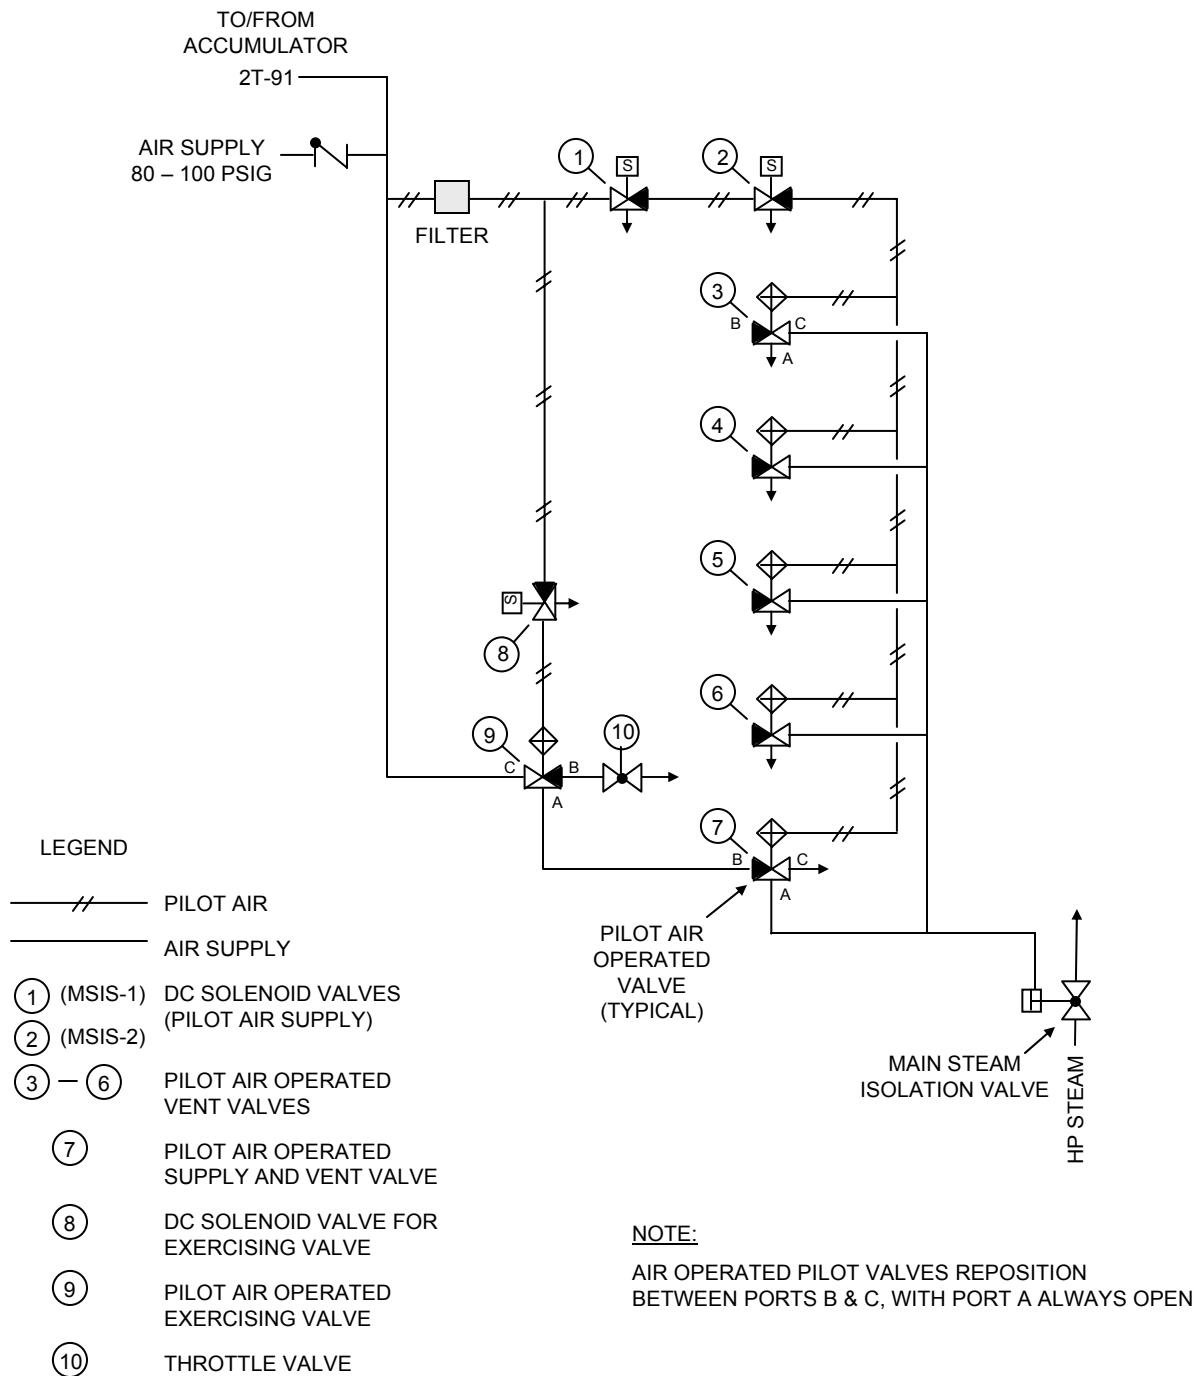 TO/FROM
ACCUMULATOR
2T-91
AIR SUPPLY
80 – 100 PSIG
FILTER
1
S
2
S
3
B
C
A
4
5
6
S
8
9
C
B
A
10
7
B
C
A
PILOT AIR
OPERATED
VALVE
(TYPICAL)
MAIN STEAM
ISOLATION VALVE
HP STEAM
LEGEND
PILOT AIR
AIR SUPPLY
1 (MSIS-1) DC SOLENOID VALVES
(PILOT AIR SUPPLY)
2 (MSIS-2)
3 — 6 PILOT AIR OPERATED
VENT VALVES
7 PILOT AIR OPERATED
SUPPLY AND VENT VALVE
8 DC SOLENOID VALVE FOR
EXERCISING VALVE
9 PILOT AIR OPERATED
EXERCISING VALVE
10 THROTTLE VALVE
NOTE:
AIR OPERATED PILOT VALVES REPOSITION
BETWEEN PORTS B & C, WITH PORT A ALWAYS OPEN